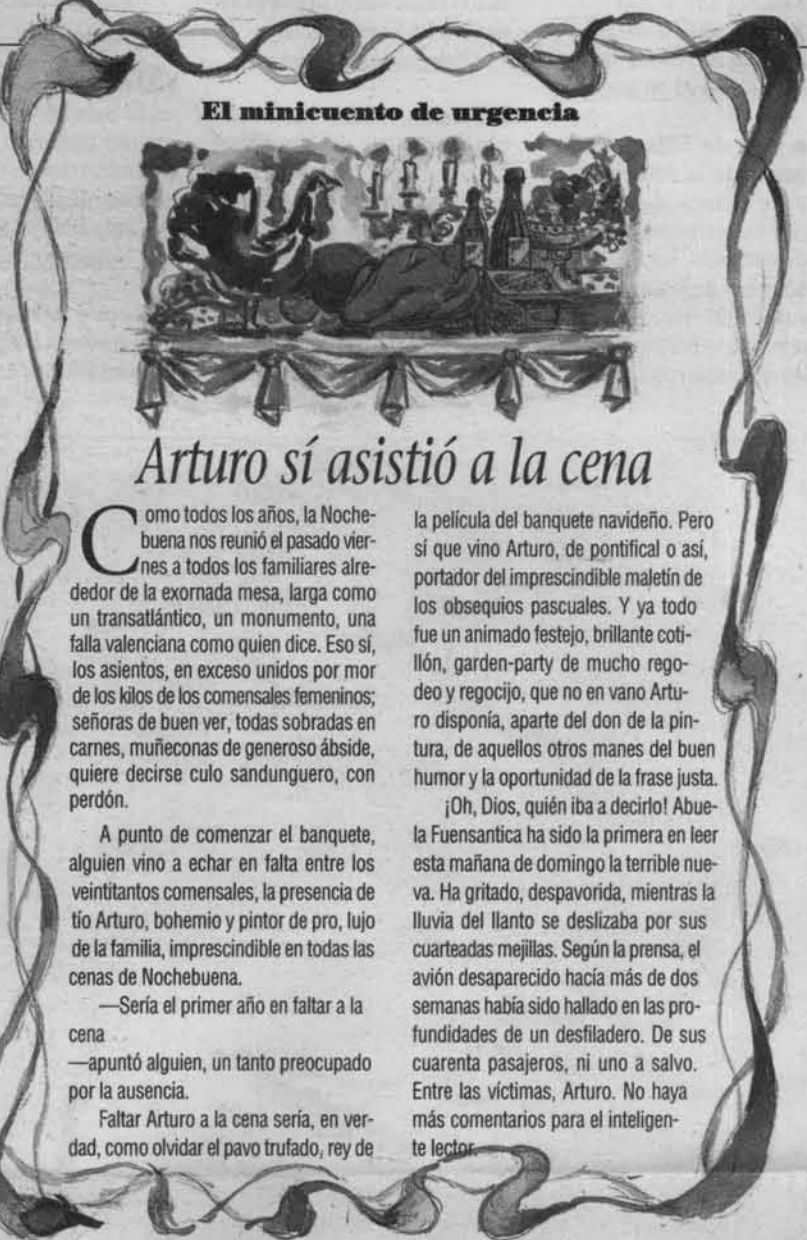 El minicuento de urgencia
Arturo sí asistió a la cena
Como todos los años, la Noche-
buena nos reunió el pasado vier-
nes a todos los familiares alre-
dedor de la exornada mesa, larga como
un transatlántico, un monumento, una
falla valenciana como quien dice. Eso sí,
los asientos, en exceso unidos por mor
de los kilos de los comensales femeninos;
señoras de buen ver, todas sobradas en
carnes, muñeconas de generoso ábside,
quiere decirse culo sandunguero, con
perdón.
A punto de comenzar el banquete,
alguien vino a echar en falta entre los
veintitantos comensales, la presencia de
tío Arturo, bohemio y pintor de pro, lujo
de la familia, imprescindible en todas las
cenas de Nochebuena.
—Sería el primer año en faltar a la
cena
—apuntó alguien, un tanto preocupado
por la ausencia.
Faltar Arturo a la cena sería, en ver-
dad, como olvidar el pavo trufado, rey de
la película del banquete navideño. Pero
sí que vino Arturo, de pontifical o así,
portador del imprescindible maletín de
los obsequios pascuales. Y ya todo
fue un animado festejo, brillante coti-
llón, garden-party de mucho rego-
deo y regocijo, que no en vano Artu-
ro disponía, aparte del don de la pin-
tura, de aquellos otros manes del buen
humor y la oportunidad de la frase justa.
¡Oh, Dios, quién iba a decirlo! Abue-
la Fuensantica ha sido la primera en leer
esta mañana de domingo la terrible nue-
va. Ha gritado, despavorida, mientras la
lluvia del llanto se deslizaba por sus
cuarteadas mejillas. Según la prensa, el
avión desaparecido hacía más de dos
semanas había sido hallado en las pro-
fundidades de un desfiladero. De sus
cuarenta pasajeros, ni uno a salvo.
Entre las víctimas, Arturo. No haya
más comentarios para el inteligen-
te lector.